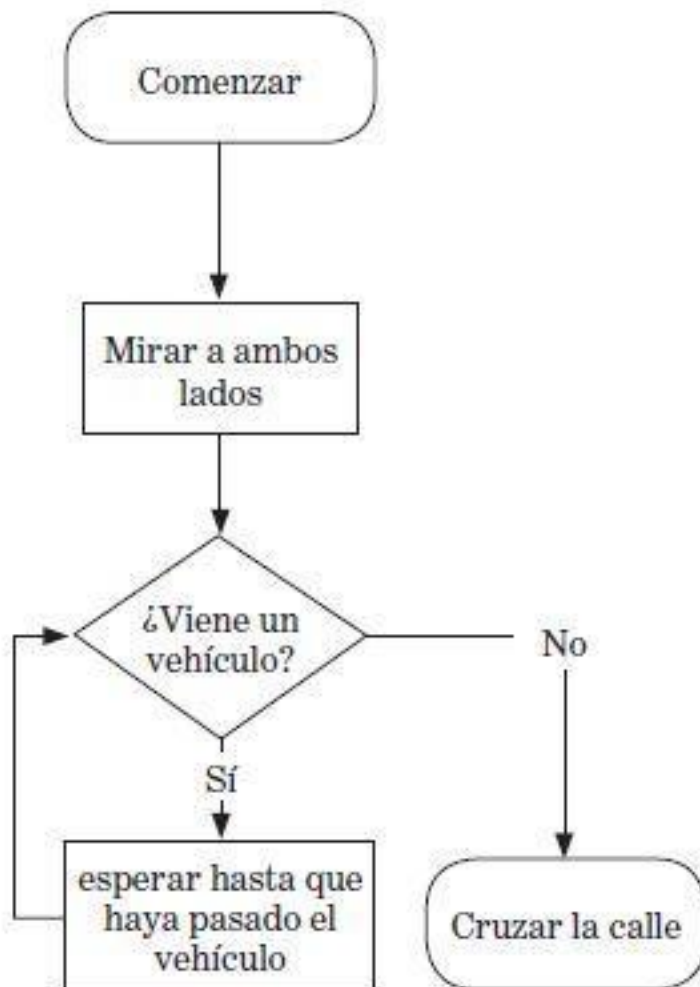 Comenzar
Mirar a ambos
lados
¿Viene un
vehículo?
No
Sí
esperar hasta que
haya pasado el
vehículo
Cruzar la calle